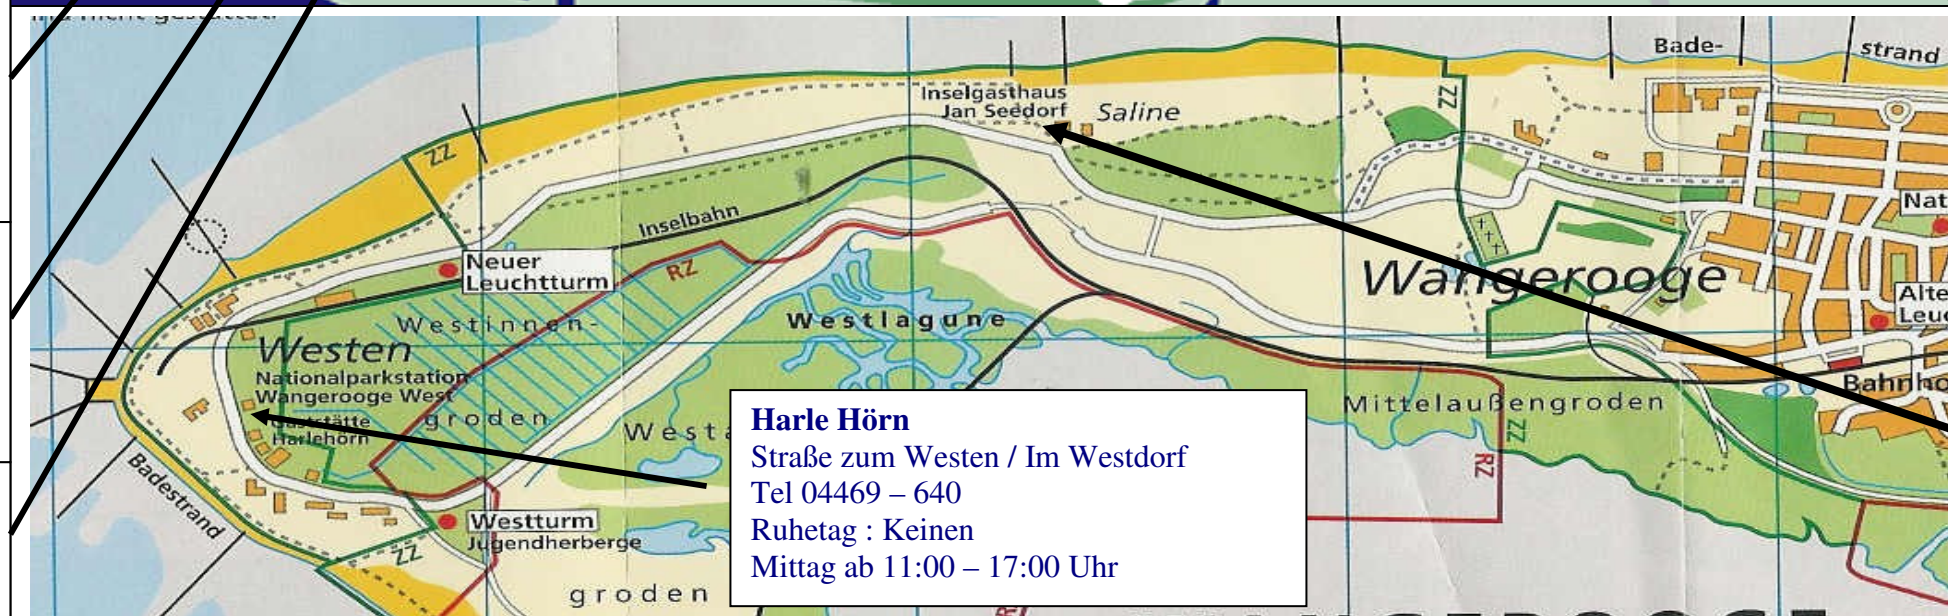 Bade-
strand
Inselgasthaus
Jan Seedorf
Saline
ZZ
ZZ
Inselbahn
Neuer
Leuchtturm
RZ
Wangerooge
Westinnen-
groden
Westlagune
Westen
Nationalparkstation
Wangerooge West
Gaststätte
Harlehörn
Bahnho
Mittelaußengroden
ZZ
RZ
Badestrand
Westturm
Jugendherberge
ZZ
groden
Harle Hörn
Straße zum Westen / Im Westdorf
Tel 04469 – 640
Ruhetag : Keinen
Mittag ab 11:00 – 17:00 Uhr